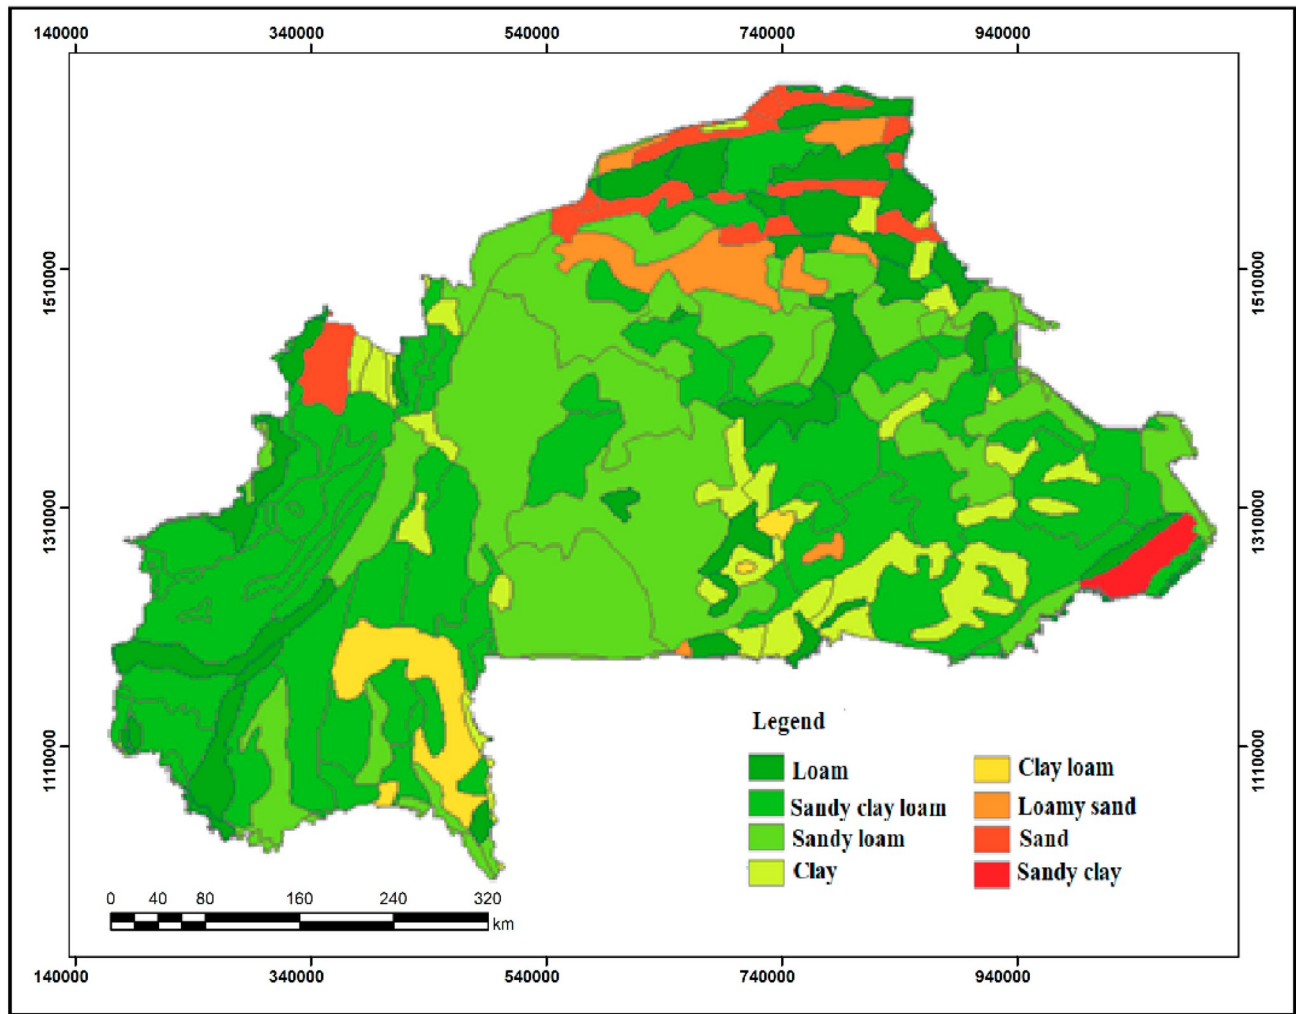 140000 340000 540000 740000 940000
1510000 1510000
1310000 1310000
1110000 1110000
Legend
Loam Clay loam
Sandy clay loam Loamy sand
Sandy loam Sand
Clay Sandy clay
0 40 80 160 240 320
km
140000 340000 540000 740000 940000